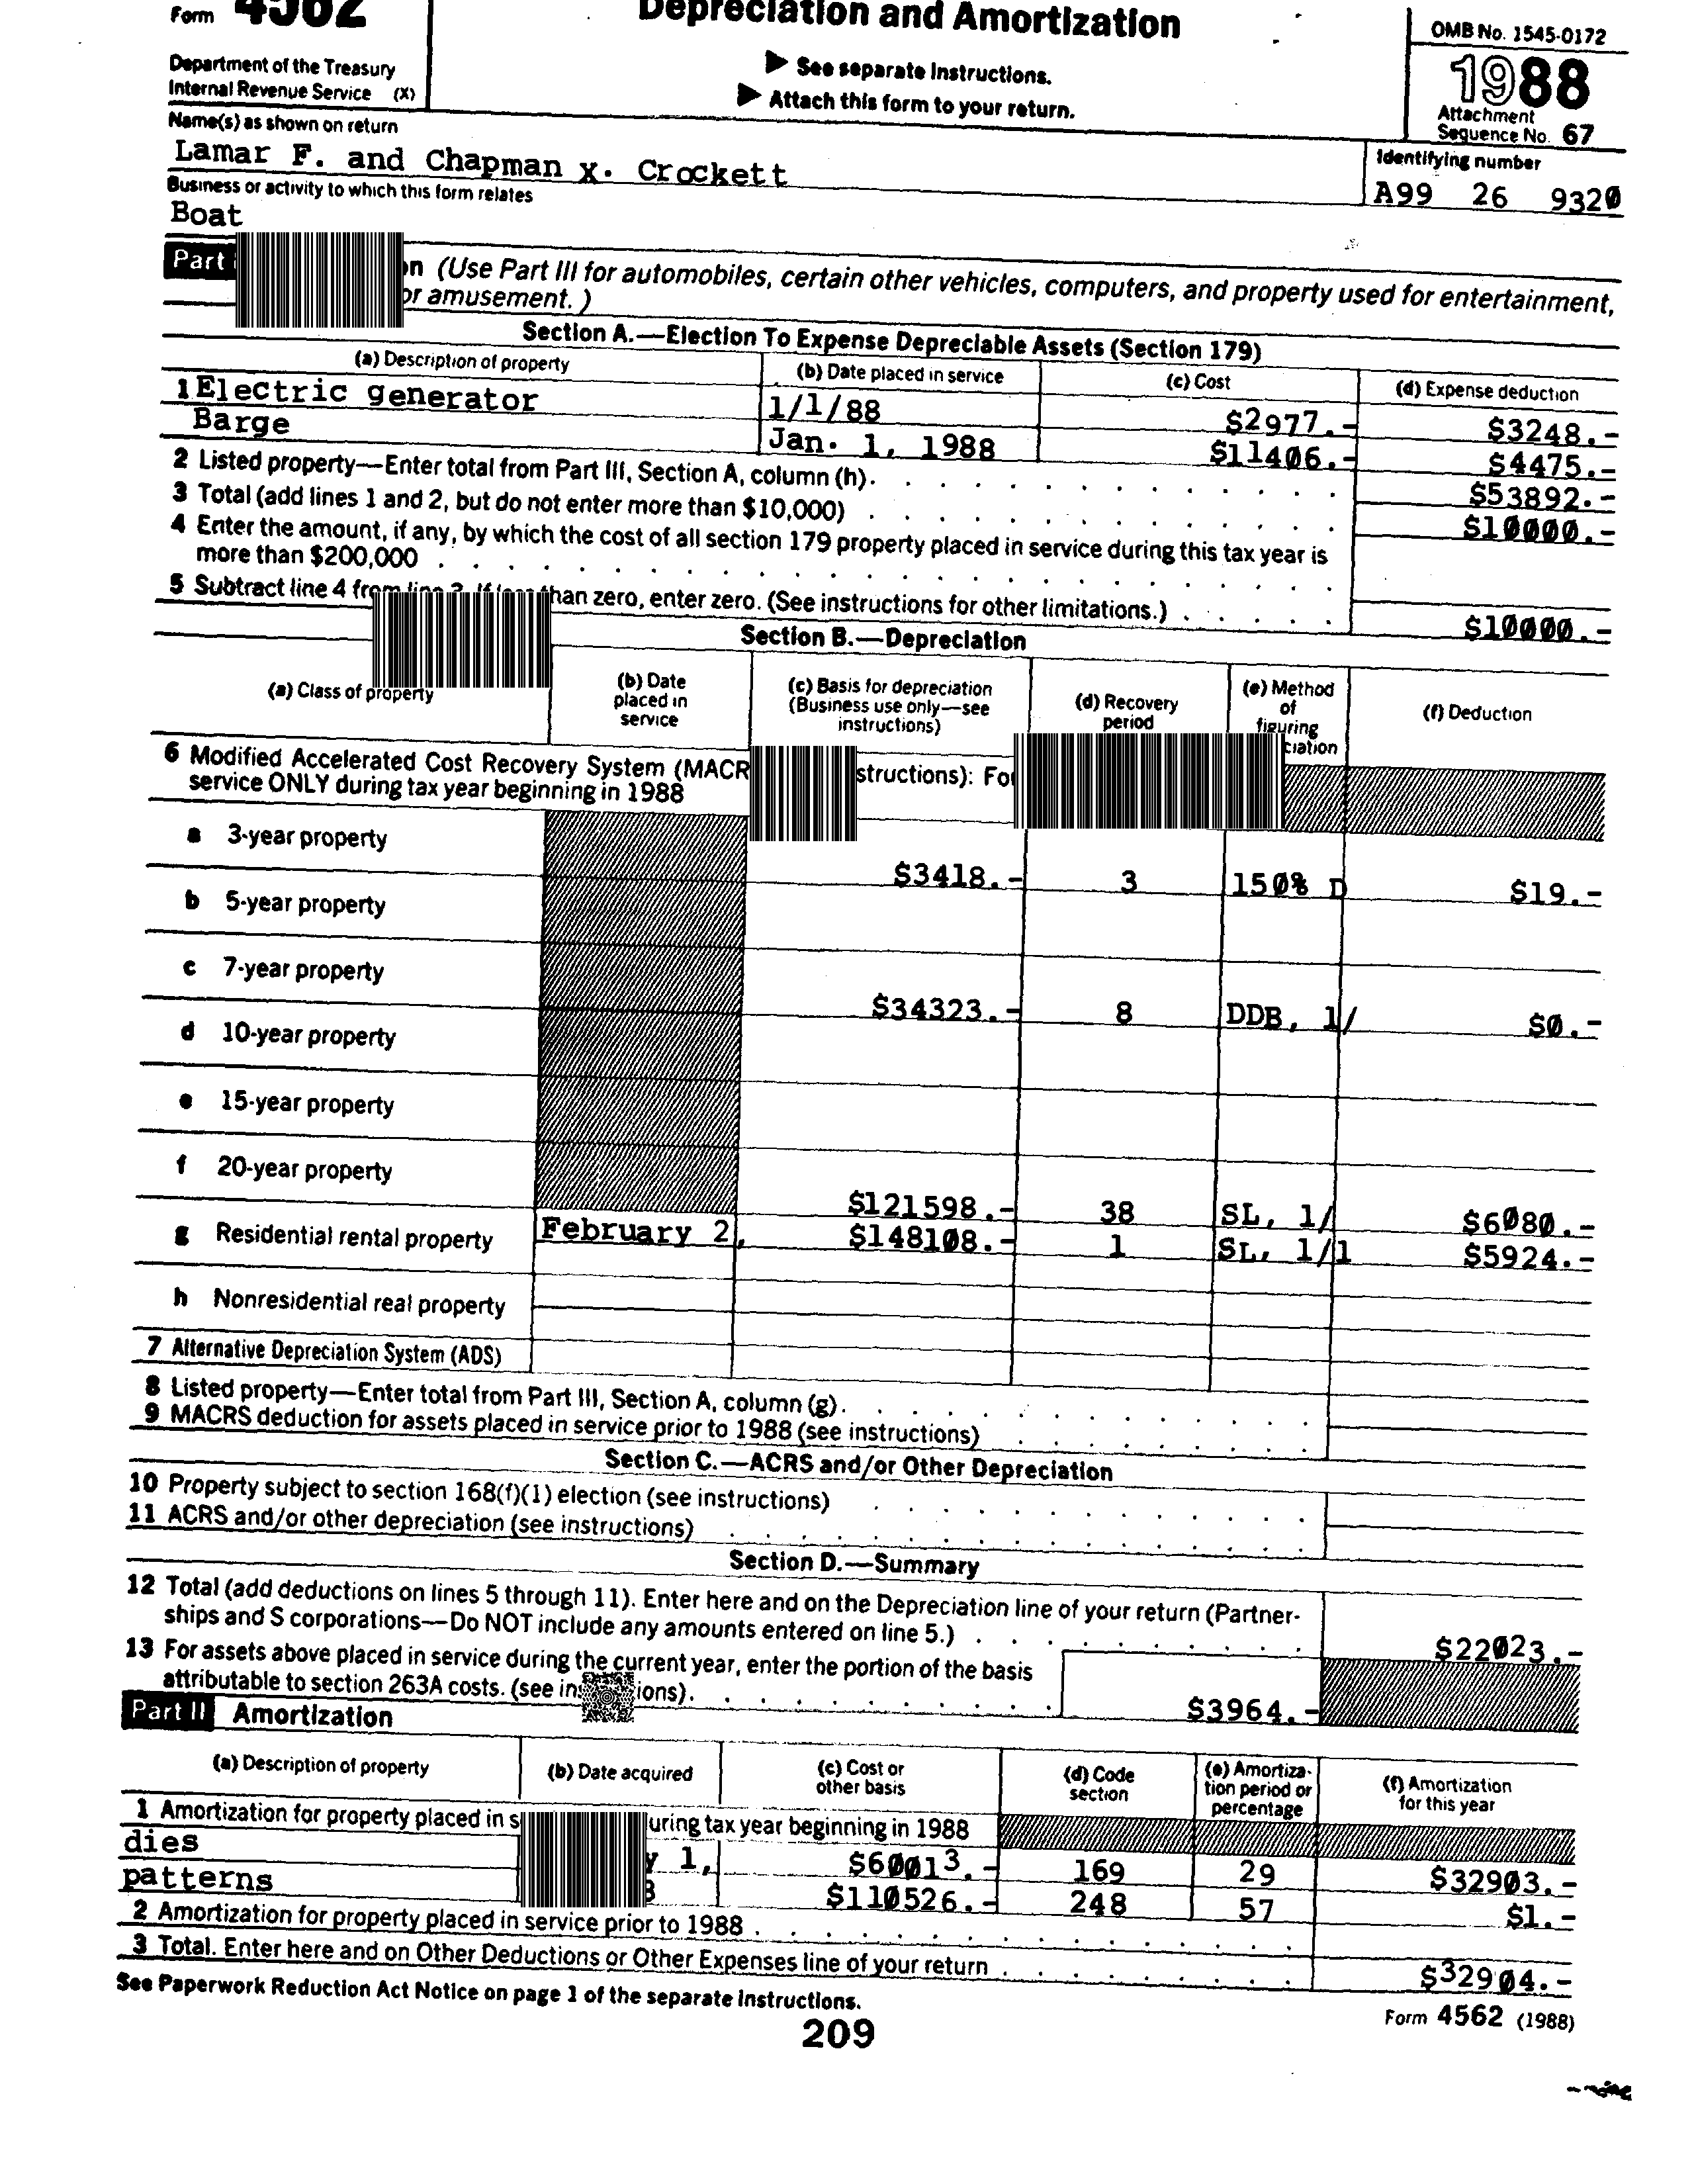 Form 4562
Depreciation and Amortization
OMB No. 1545-0172
Department of the Treasury
Internal Revenue Service (X)
▶ See separate Instructions.
▶ Attach this form to your return.
1988
Attachment
Sequence No. 67
Name(s) as shown on return
Lamar F. and Chapman X. Crockett
Identifying number
A99 26 9320
Business or activity to which this form relates
Boat
Part
(Use Part III for automobiles, certain other vehicles, computers, and property used for entertainment,
amusement.)
Section A.—Election To Expense Depreciable Assets (Section 179)
(a) Description of property (b) Date placed in service (c) Cost (d) Expense deduction
1 Electric generator 1/1/88 $2977.- $3248.-
Barge Jan. 1, 1988 $11406.- $4475.-
2 Listed property—Enter total from Part III, Section A, column (h). $53892.-
3 Total (add lines 1 and 2, but do not enter more than $10,000) $10000.-
4 Enter the amount, if any, by which the cost of all section 179 property placed in service during this tax year is
more than $200,000
5 Subtract line 4 from line 3. If less than zero, enter zero. (See instructions for other limitations.) $10000.-
Section B.—Depreciation
(a) Class of property
(b) Date
placed in
service
(c) Basis for depreciation
(Business use only—see
instructions)
(d) Recovery
period
(e) Method
of
figuring
(f) Deduction
6 Modified Accelerated Cost Recovery System
service ONLY during tax year beginning in 1988
a 3-year property $3418.- 3 150% D $19.-
b 5-year property
c 7-year property $34323.- 8 DDB, 1/ $0.-
d 10-year property
e 15-year property
f 20-year property $121598.- 38 SL, 1/ $6080.-
g Residential rental property February 2, $148108.- 1 SL, 1/1 $5924.-
h Nonresidential real property
7 Alternative Depreciation System (ADS)
8 Listed property—Enter total from Part III, Section A, column (g).
9 MACRS deduction for assets placed in service prior to 1988 (see instructions)
Section C.—ACRS and/or Other Depreciation
10 Property subject to section 168(f)(1) election (see instructions)
11 ACRS and/or other depreciation (see instructions)
Section D.—Summary
12 Total (add deductions on lines 5 through 11). Enter here and on the Depreciation line of your return (Partner-
ships and S corporations—Do NOT include any amounts entered on line 5.) $22023.-
13 For assets above placed in service during the current year, enter the portion of the basis
attributable to section 263A costs. (see $3964.-
Part II Amortization
(a) Description of property
(b) Date acquired
(c) Cost or
other basis
(d) Code
section
(e) Amortiza-
tion period or
percentage
(f) Amortization
for this year
1 Amortization for property placed in during tax year beginning in 1988
dies 1, $60013.- 169 29 $32903.-
patterns $110526.- 248 57 $1.-
2 Amortization for property placed in service prior to 1988
3 Total. Enter here and on Other Deductions or Other Expenses line of your return $32904.-
See Paperwork Reduction Act Notice on page 1 of the separate Instructions.
Form 4562 (1988)
209